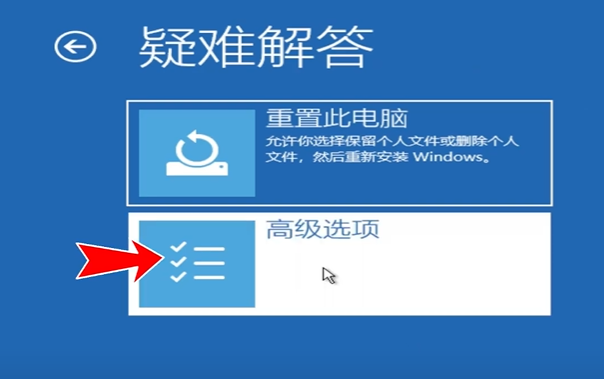 疑难解答
重置此电脑
允许你选择保留个人文件或删除个人
文件，然后重新安装 Windows。
高级选项